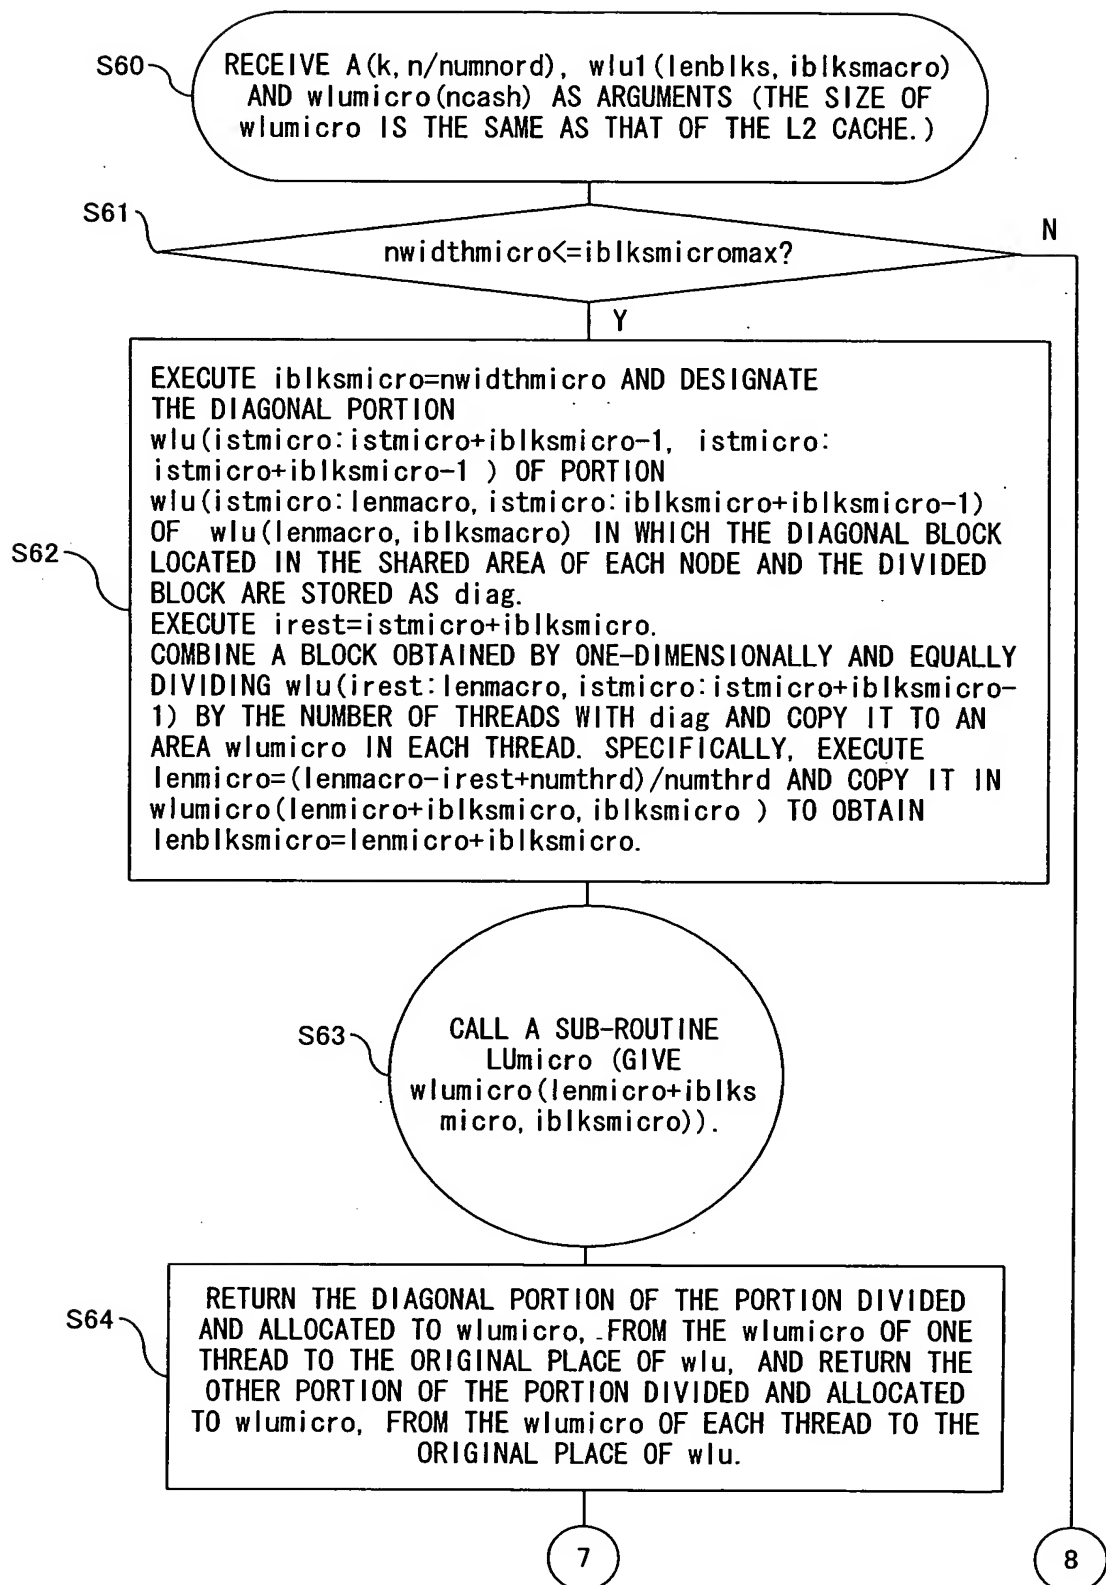 S60
RECEIVE A(k, n/numnord), wlu1(lenblks, iblksmacro)
AND wlumicro(ncash) AS ARGUMENTS (THE SIZE OF
wlumicro IS THE SAME AS THAT OF THE L2 CACHE.)
S61
N
nwidthmicro<=iblksmicromax?
Y
S62
EXECUTE iblksmicro=nwidthmicro AND DESIGNATE
THE DIAGONAL PORTION
wlu(istmicro:istmicro+iblksmicro-1, istmicro:
istmicro+iblksmicro-1 ) OF PORTION
wlu(istmicro:lenmacro, istmicro:iblksmicro+iblksmicro-1)
OF wlu(lenmacro, iblksmacro) IN WHICH THE DIAGONAL BLOCK
LOCATED IN THE SHARED AREA OF EACH NODE AND THE DIVIDED
BLOCK ARE STORED AS diag.
EXECUTE irest=istmicro+iblksmicro.
COMBINE A BLOCK OBTAINED BY ONE-DIMENSIONALLY AND EQUALLY
DIVIDING wlu(irest:lenmacro, istmicro:istmicro+iblksmicro-
1) BY THE NUMBER OF THREADS WITH diag AND COPY IT TO AN
AREA wlumicro IN EACH THREAD. SPECIFICALLY, EXECUTE
lenmicro=(lenmacro-irest+numthrd)/numthrd AND COPY IT IN
wlumicro(lenmicro+iblksmicro, iblksmicro ) TO OBTAIN
lenblksmicro=lenmicro+iblksmicro.
S63
CALL A SUB-ROUTINE
LUmicro (GIVE
wlumicro(lenmicro+iblks
micro, iblksmicro)).
S64
RETURN THE DIAGONAL PORTION OF THE PORTION DIVIDED
AND ALLOCATED TO wlumicro, FROM THE wlumicro OF ONE
THREAD TO THE ORIGINAL PLACE OF wlu, AND RETURN THE
OTHER PORTION OF THE PORTION DIVIDED AND ALLOCATED
TO wlumicro, FROM THE wlumicro OF EACH THREAD TO THE
ORIGINAL PLACE OF wlu.
7
8